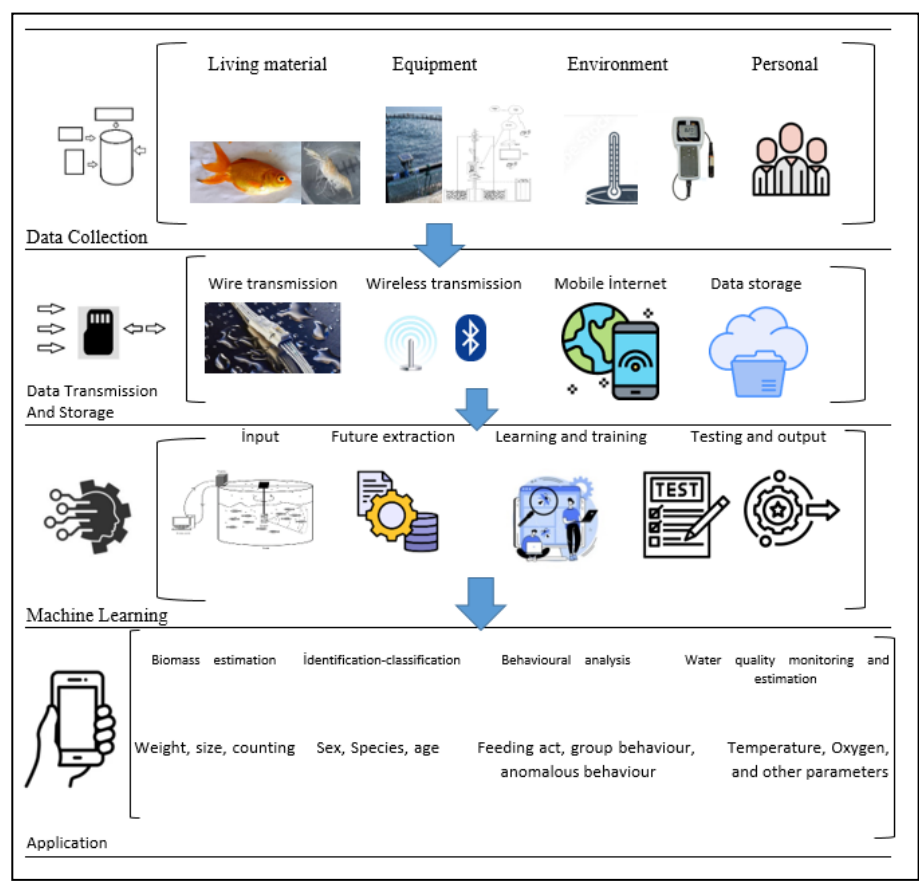 Living material
Equipment
Environment
Personal
Data Collection
Wire transmission
Wireless transmission
Mobile İnternet
Data storage
Data Transmission
And Storage
İnput
Future extraction
Learning and training
Testing and output
TEST
Machine Learning
Biomass estimation
İdentification-classification
Behavioural analysis
Water quality monitoring and
estimation
Weight, size, counting
Sex, Species, age
Feeding act, group behaviour,
anomalous behaviour
Temperature, Oxygen,
and other parameters
Application